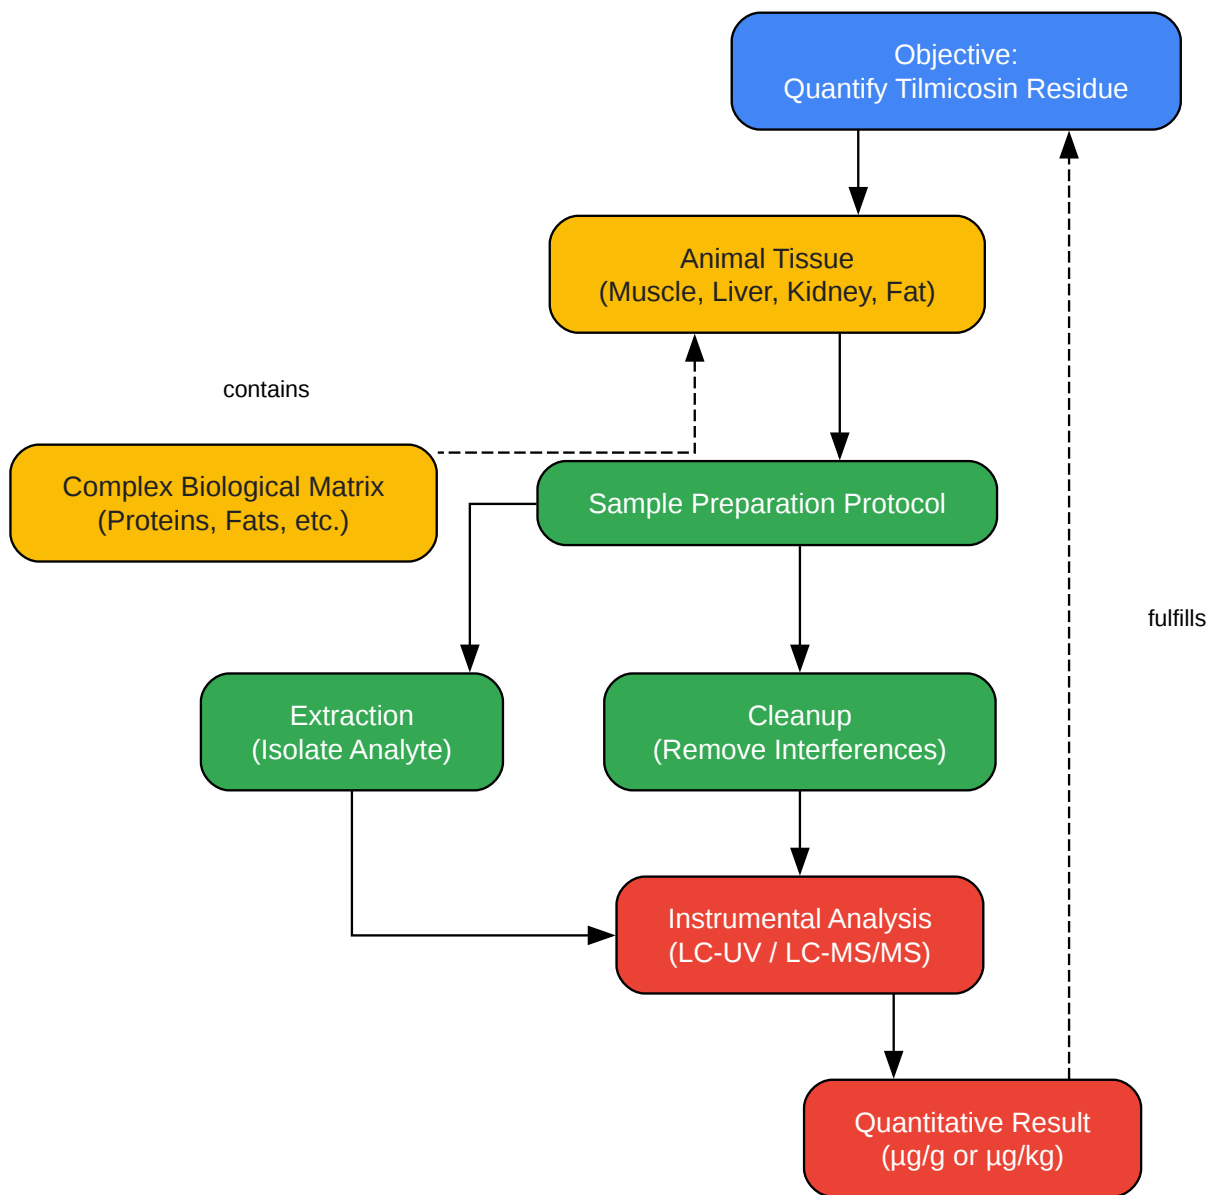 Objective:
Quantify Tilmicosin Residue
Animal Tissue
(Muscle, Liver, Kidney, Fat)
contains
Complex Biological Matrix
(Proteins, Fats, etc.)
Sample Preparation Protocol
fulfills
Extraction
(Isolate Analyte)
Cleanup
(Remove Interferences)
Instrumental Analysis
(LC-UV / LC-MS/MS)
Quantitative Result
(µg/g or µg/kg)